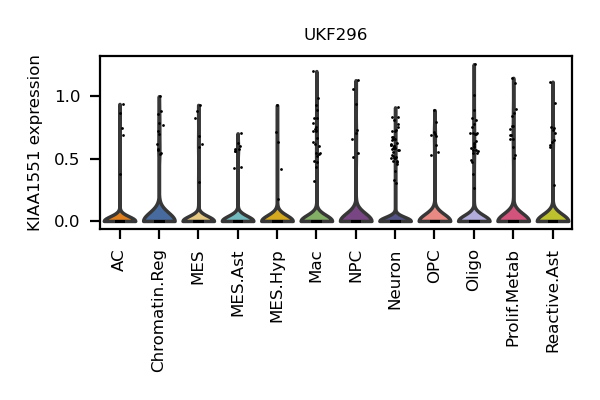 UKF296
KIAA1551 expression
1.0
0.5
0.0
AC
Chromatin.Reg
MES
MES.Ast
MES.Hyp
Mac
NPC
Neuron
OPC
Oligo
Prolif.Metab
Reactive.Ast